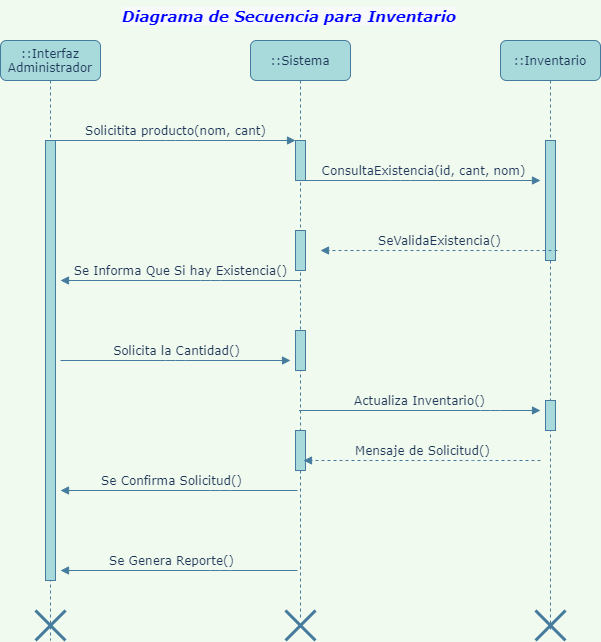 Diagrama de Secuencia para Inventario
::Interfaz
Administrador
::Sistema
::Inventario
Solicitita producto(nom, cant)
ConsultaExistencia(id, cant, nom)
SeValidaExistencia()
Se Informa Que Si hay Existencia()
Solicita la Cantidad()
Actualiza Inventario()
Mensaje de Solicitud()
Se Confirma Solicitud()
Se Genera Reporte()